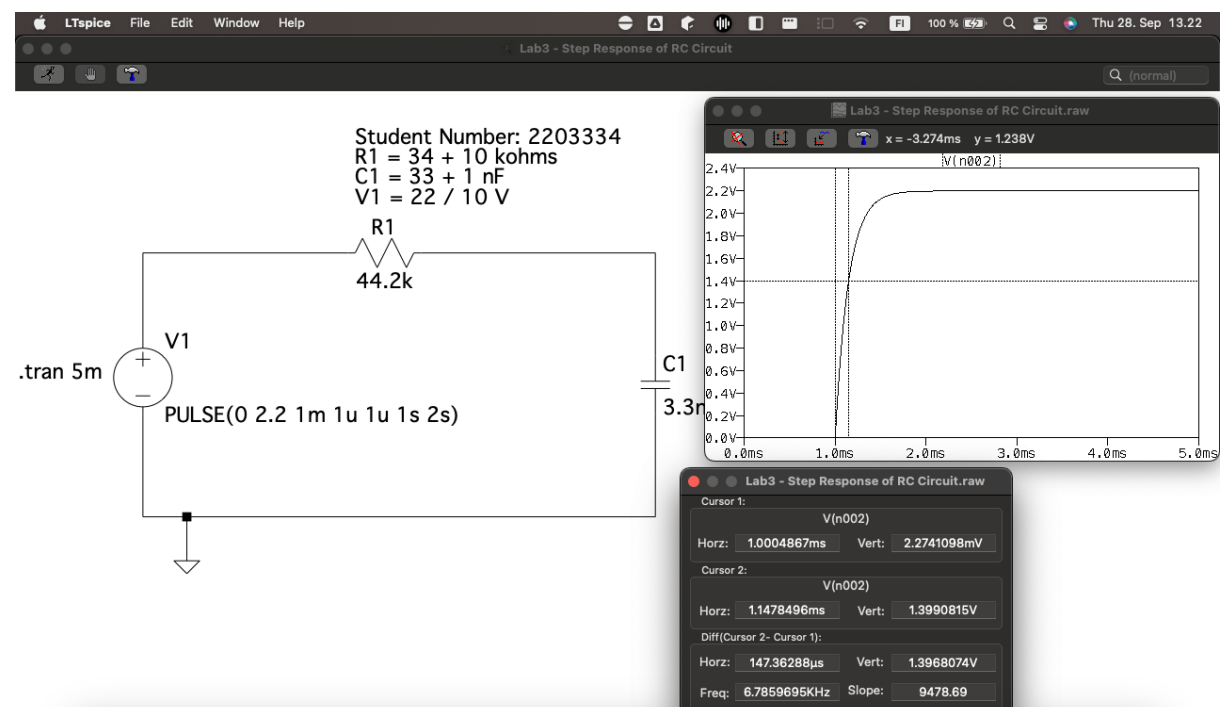 LTspice File Edit Window Help FI 100 % Thu 28. Sep 13.22
Lab3 - Step Response of RC Circuit
(normal)
Student Number: 2203334
R1 = 34 + 10 kohms
C1 = 33 + 1 nF
V1 = 22 / 10 V
R1
44.2k
V1
.tran 5m
PULSE(0 2.2 1m 1u 1u 1s 2s)
C1
3.3n
Lab3 - Step Response of RC Circuit.raw
x = -3.274ms y = 1.238V
V(n002)
2.4V
2.2V
2.0V
1.8V
1.6V
1.4V
1.2V
1.0V
0.8V
0.6V
0.4V
0.2V
0.0V
0.0ms 1.0ms 2.0ms 3.0ms 4.0ms 5.0ms
Lab3 - Step Response of RC Circuit.raw
Cursor 1:
V(n002)
Horz: 1.0004867ms Vert: 2.2741098mV
Cursor 2:
V(n002)
Horz: 1.1478496ms Vert: 1.3990815V
Diff(Cursor 2- Cursor 1):
Horz: 147.36288µs Vert: 1.3968074V
Freq: 6.7859695KHz Slope: 9478.69